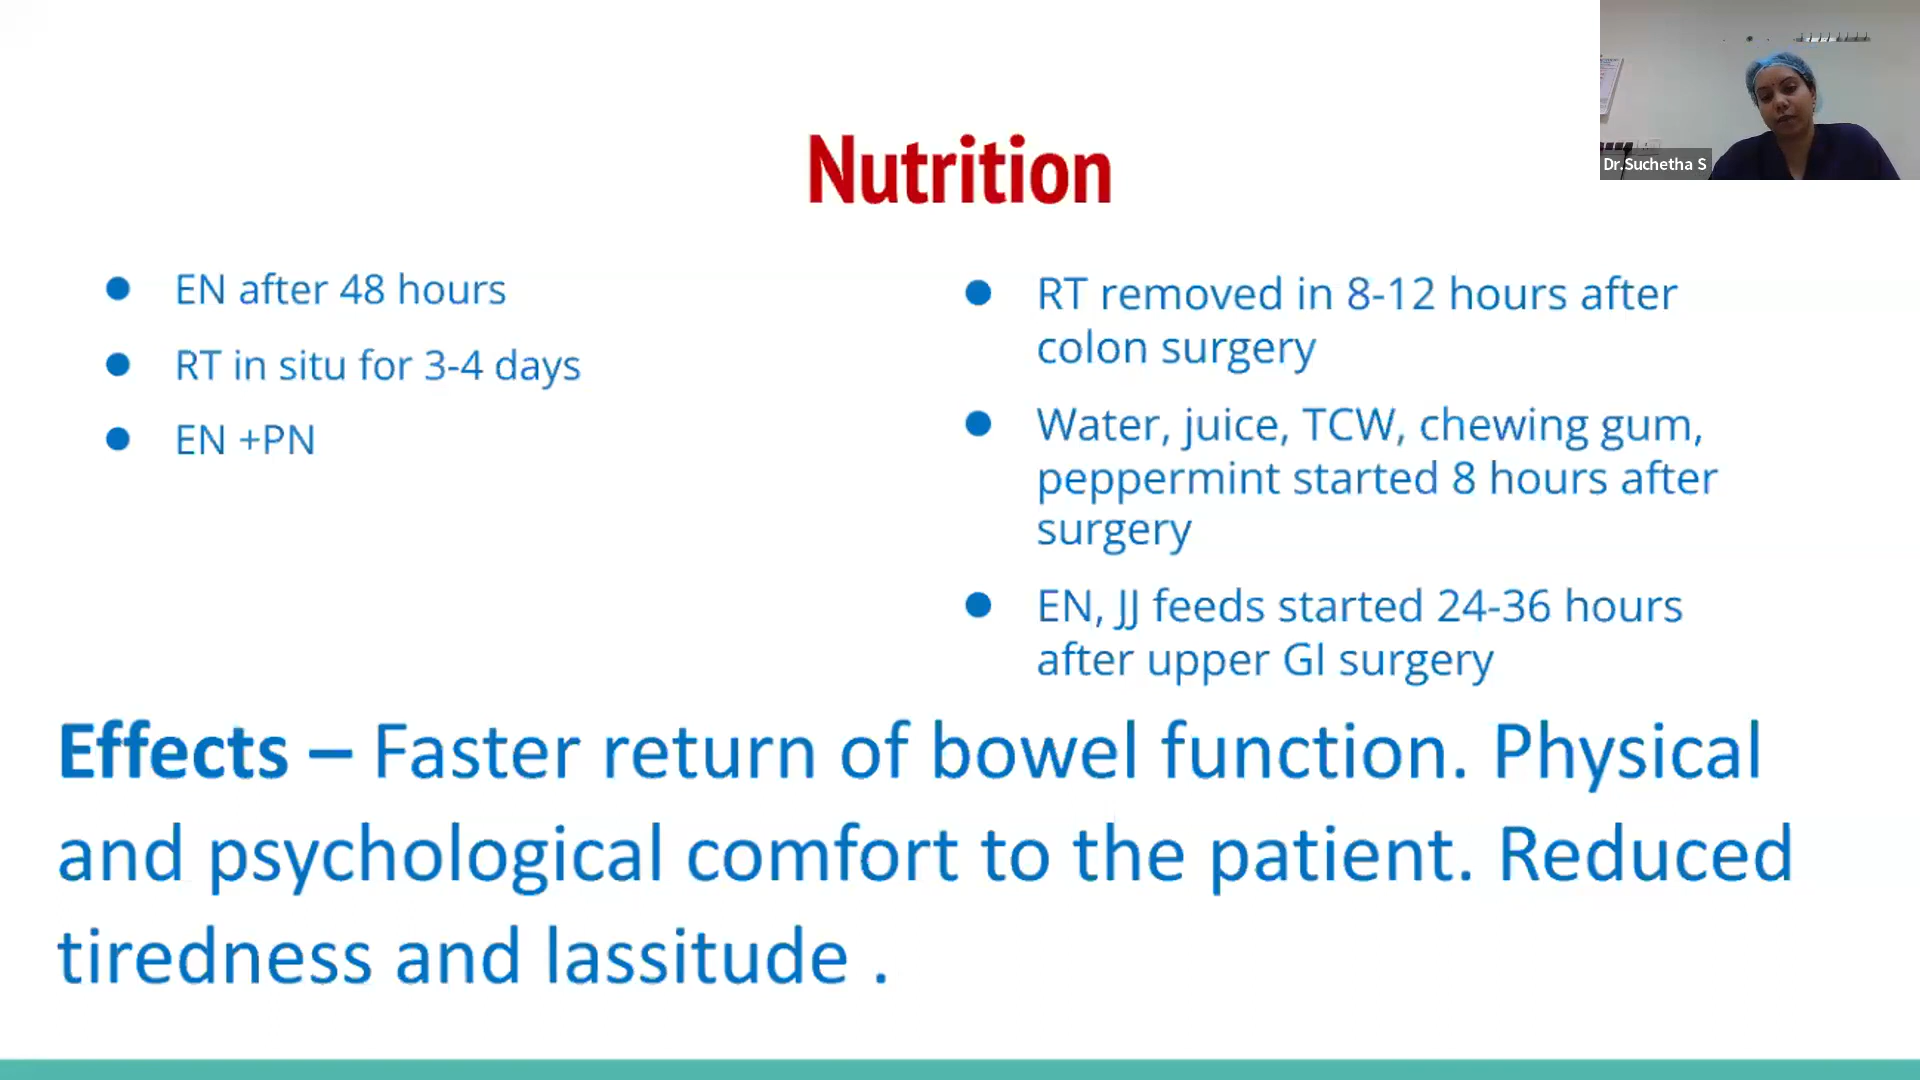 Dr.Suchetha S
Nutrition
● EN after 48 hours
● RT in situ for 3-4 days
● EN +PN
● RT removed in 8-12 hours after
colon surgery
● Water, juice, TCW, chewing gum,
peppermint started 8 hours after
surgery
● EN, JJ feeds started 24-36 hours
after upper GI surgery
Effects – Faster return of bowel function. Physical
and psychological comfort to the patient. Reduced
tiredness and lassitude .